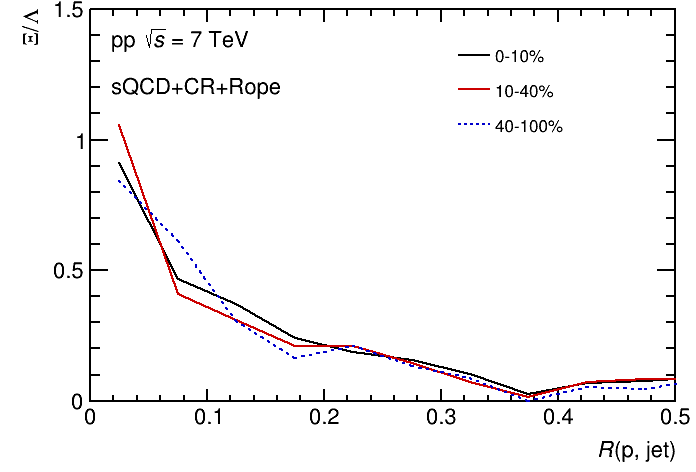 Ξ/Λ
1.5
1
0.5
0
pp √s = 7 TeV
sQCD+CR+Rope
0-10%
10-40%
40-100%
0 0.1 0.2 0.3 0.4 0.5
R(p, jet)